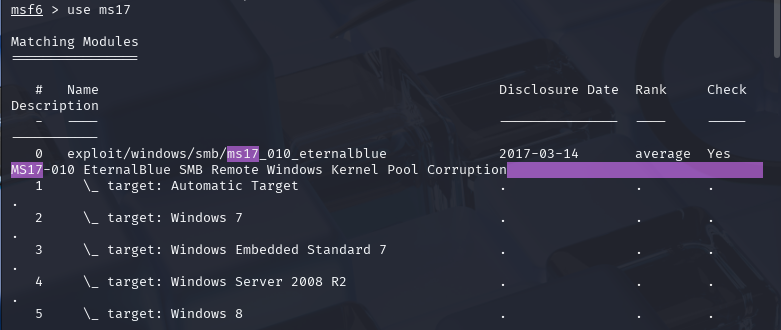 msf6 > use ms17
Matching Modules
================
# Name Disclosure Date Rank Check
Description
- ---- --------------- ---- -----
-----------
0 exploit/windows/smb/ms17_010_eternalblue 2017-03-14 average Yes
MS17-010 EternalBlue SMB Remote Windows Kernel Pool Corruption
1 \_ target: Automatic Target . . .
.
2 \_ target: Windows 7 . . .
.
3 \_ target: Windows Embedded Standard 7 . . .
.
4 \_ target: Windows Server 2008 R2 . . .
.
5 \_ target: Windows 8 . . .